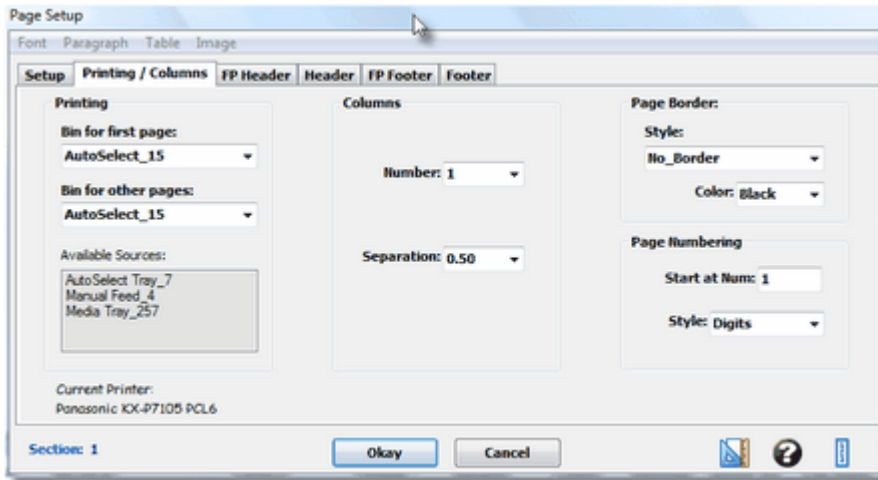 Page Setup
Font Paragraph Table Image
Setup Printing / Columns FP Header Header FP Footer Footer
Printing
Bin for first page:
AutoSelect_15
Bin for other pages:
AutoSelect_15
Available Sources:
AutoSelect Tray_7
Manual Feed_4
Media Tray_257
Current Printer:
Panasonic KX-P7105 PCL6
Columns
Number: 1
Separation: 0.50
Page Border:
Style:
No_Border
Color: Black
Page Numbering
Start at Num: 1
Style: Digits
Section: 1
Okay
Cancel
?